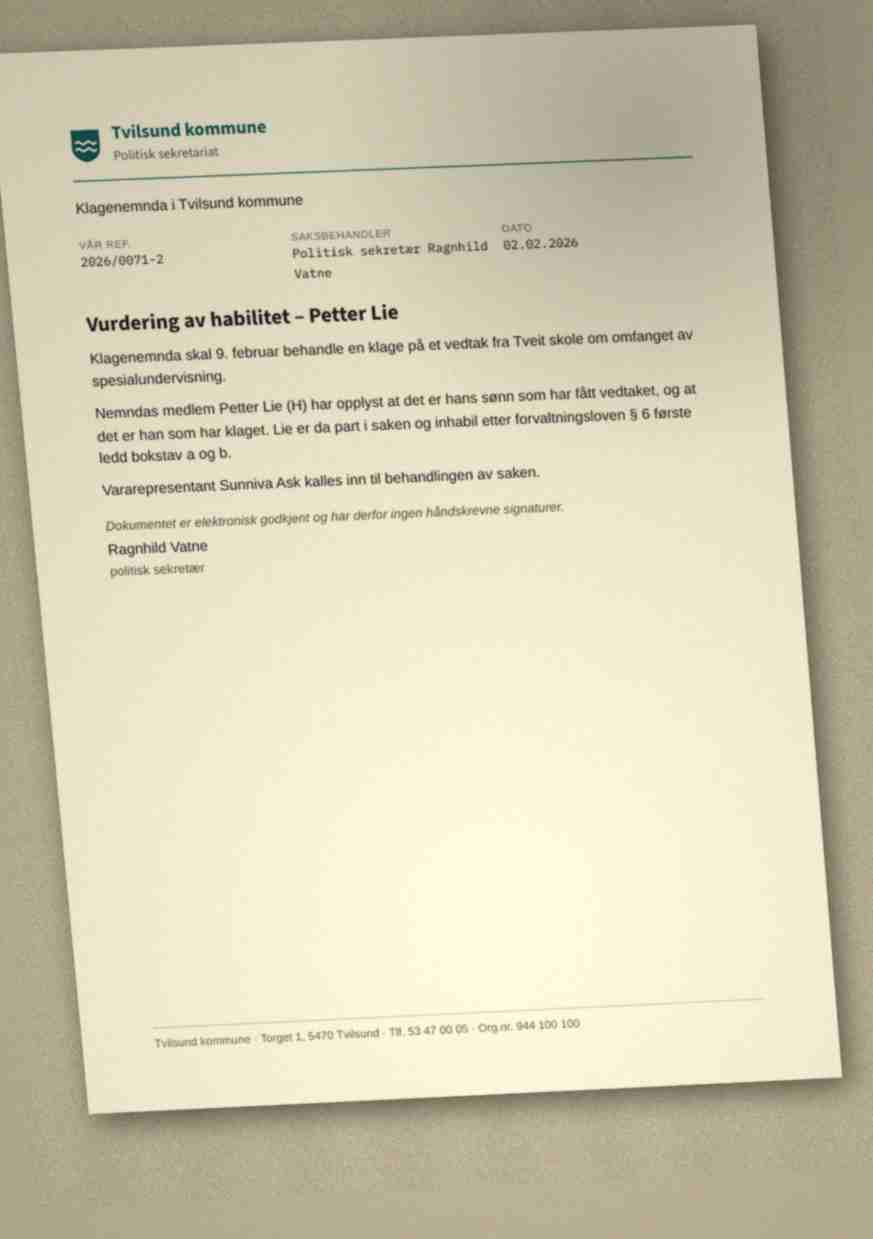 Tvilsund kommune
Politisk sekretariat
Klagenemnda i Tvilsund kommune
VÅR REF. SAKSBEHANDLER DATO
2026/0071-2 Politisk sekretær Ragnhild 02.02.2026
Vatne
Vurdering av habilitet – Petter Lie
Klagenemnda skal 9. februar behandle en klage på et vedtak fra Tveit skole om omfanget av
spesialundervisning.
Nemndas medlem Petter Lie (H) har opplyst at det er hans sønn som har fått vedtaket, og at
det er han som har klaget. Lie er da part i saken og inhabil etter forvaltningsloven § 6 første
ledd bokstav a og b.
Vararepresentant Sunniva Ask kalles inn til behandlingen av saken.
Dokumentet er elektronisk godkjent og har derfor ingen håndskrevne signaturer.
Ragnhild Vatne
politisk sekretær
Tvilsund kommune · Torget 1, 5470 Tvilsund · Tlf. 53 47 00 05 · Org.nr. 944 100 100